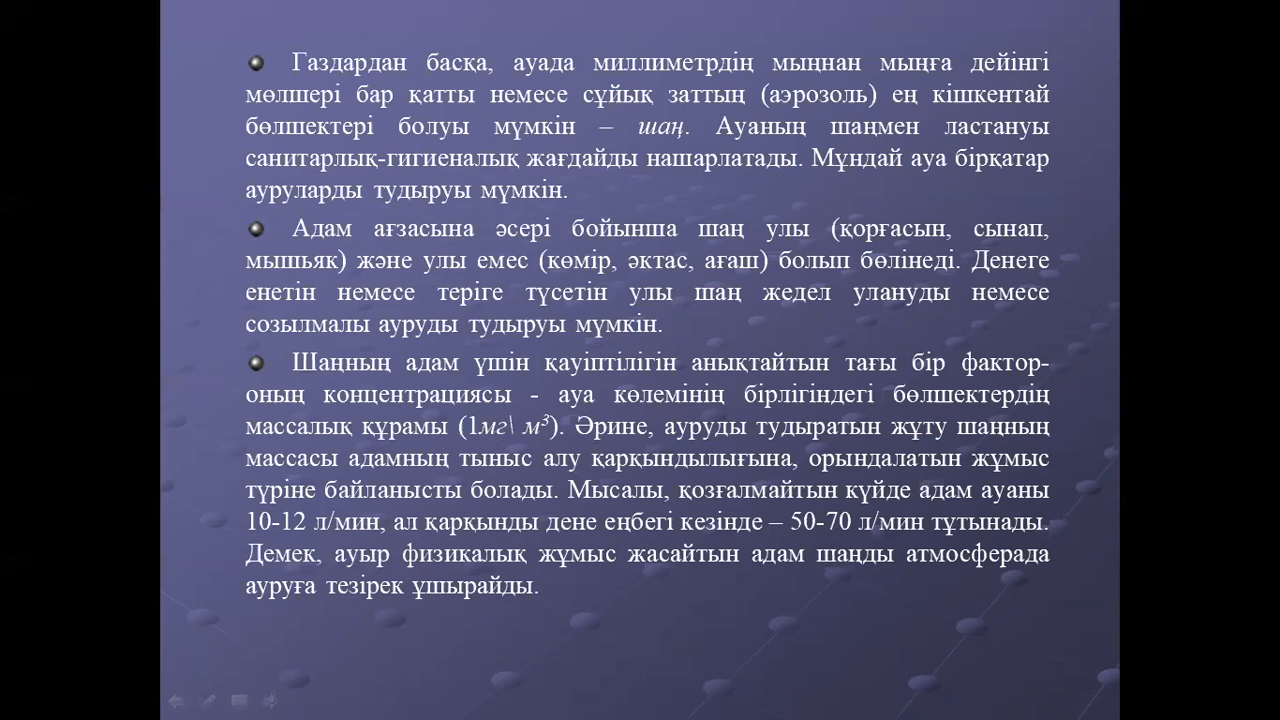 Газдардан басқа, ауада миллиметрдің мыңнан мыңға дейінгі
мөлшері бар қатты немесе сұйық заттың (аэрозоль) ең кішкентай
бөлшектері болуы мүмкін – шаң. Ауаның шаңмен ластануы
санитарлық-гигиеналық жағдайды нашарлатады. Мұндай ауа бірқатар
ауруларды тудыруы мүмкін.
Адам ағзасына әсері бойынша шаң улы (қорғасын, сынап,
мышьяк) және улы емес (көмір, әктас, ағаш) болып бөлінеді. Денеге
енетін немесе теріге түсетін улы шаң жедел улануды немесе
созылмалы ауруды тудыруы мүмкін.
Шаңның адам үшін қауіптілігін анықтайтын тағы бір фактор-
оның концентрациясы - ауа көлемінің бірлігіндегі бөлшектердің
массалық құрамы (1мг\ м³). Әрине, ауруды тудыратын жұту шаңның
массасы адамның тыныс алу қарқындылығына, орындалатын жұмыс
түріне байланысты болады. Мысалы, қозғалмайтын күйде адам ауаны
10-12 л/мин, ал қарқынды дене еңбегі кезінде – 50-70 л/мин тұтынады.
Демек, ауыр физикалық жұмыс жасайтын адам шаңды атмосферада
ауруға тезірек ұшырайды.